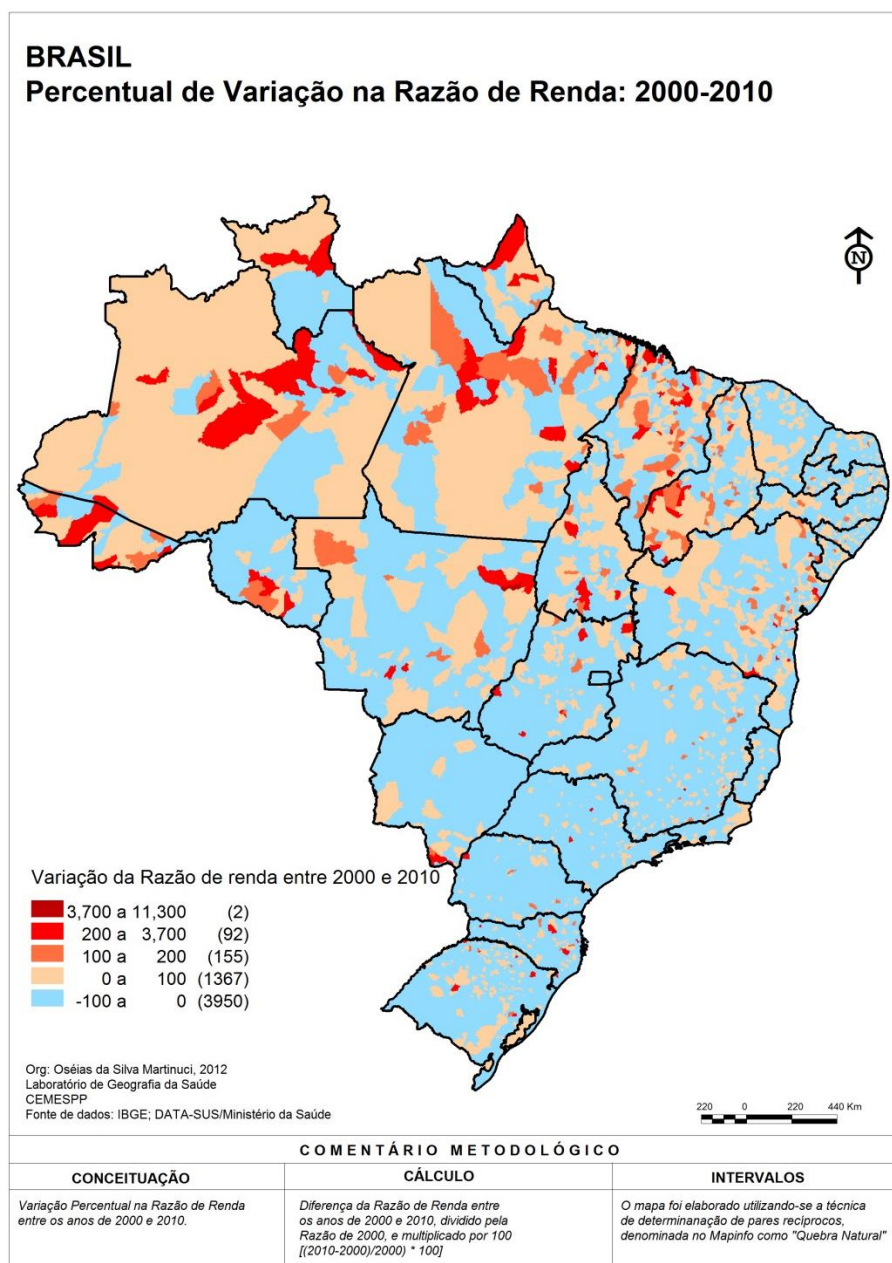 BRASIL
Percentual de Variação na Razão de Renda: 2000-2010
N
Variação da Razão de renda entre 2000 e 2010
3,700 a 11,300 (2)
200 a 3,700 (92)
100 a 200 (155)
0 a 100 (1367)
-100 a 0 (3950)
Org: Oséias da Silva Martinuci, 2012
Laboratório de Geografia da Saúde
CEMESPP
Fonte de dados: IBGE; DATA-SUS/Ministério da Saúde
220 0 220 440 Km
COMENTÁRIO METODOLÓGICO
CONCEITUAÇÃO
Variação Percentual na Razão de Renda
entre os anos de 2000 e 2010.
CÁLCULO
Diferença da Razão de Renda entre
os anos de 2000 e 2010, dividido pela
Razão de 2000, e multiplicado por 100
[(2010-2000)/2000) * 100]
INTERVALOS
O mapa foi elaborado utilizando-se a técnica
de determinanação de pares recíprocos,
denominada no Mapinfo como "Quebra Natural"